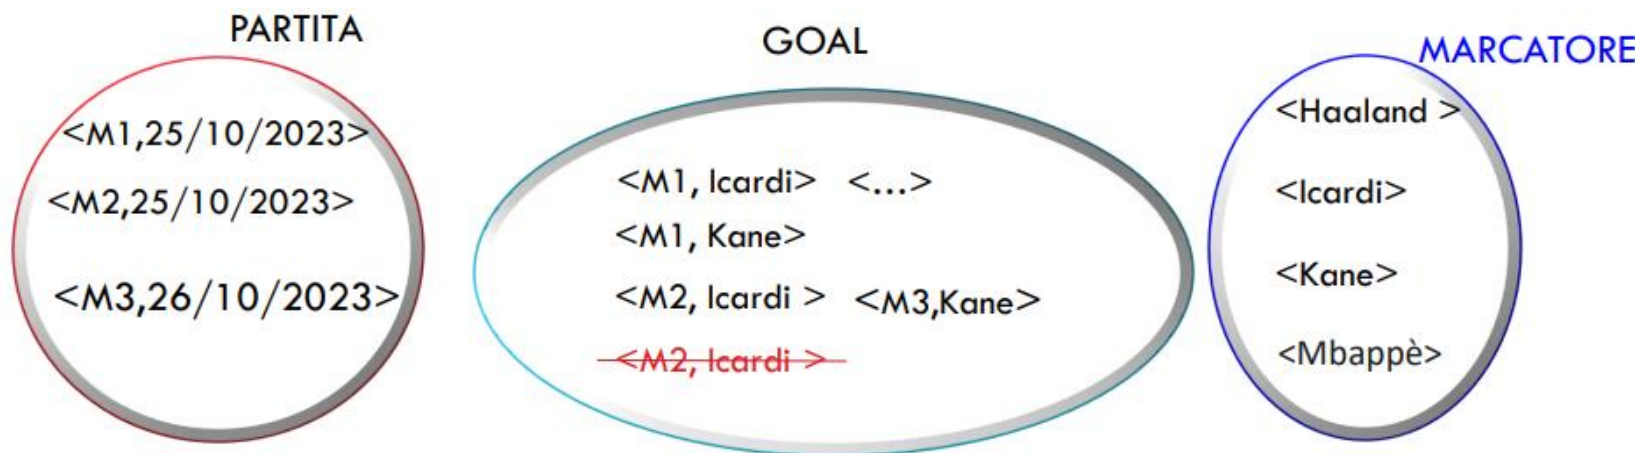 PARTITA
<M1,25/10/2023>
<M2,25/10/2023>
<M3,26/10/2023>
GOAL
<M1, Icardi> <...>
<M1, Kane>
<M2, Icardi > <M3,Kane>
<M2, Icardi >
MARCATORE
<Haaland >
<Icardi>
<Kane>
<Mbappè>